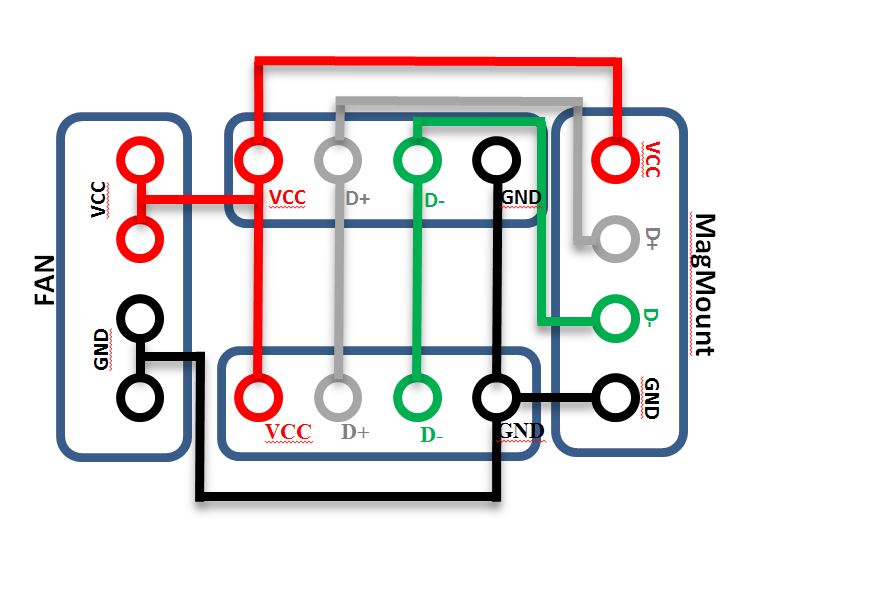 FAN
VCC
GND
VCC
D+
D-
GND
VCC
D+
D-
GND
VCC
D+
D-
GND
MagMount